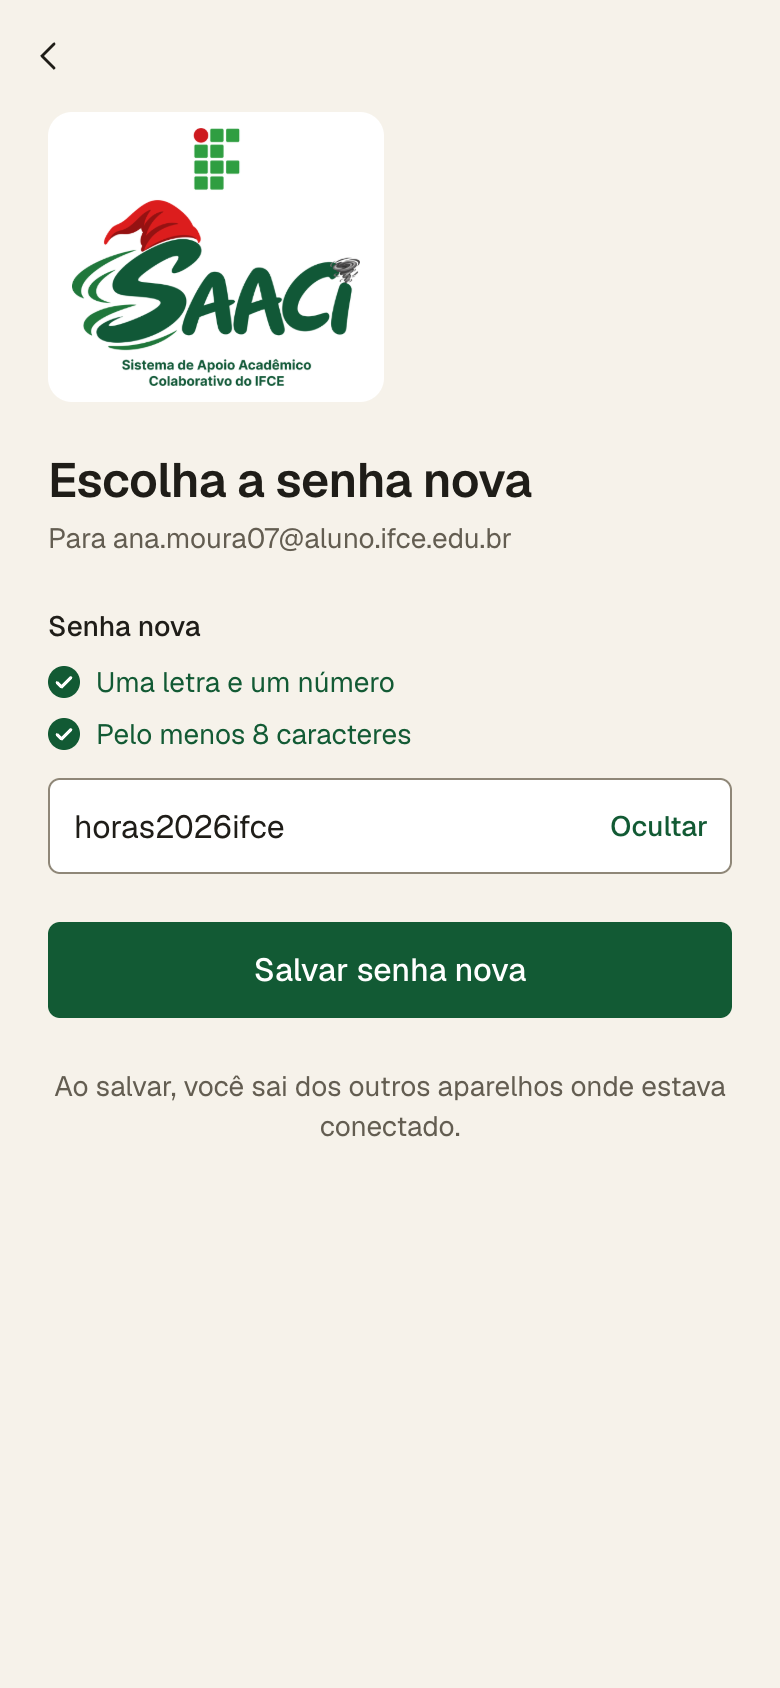 IF
SAACI
Sistema de Apoio Acadêmico
Colaborativo do IFCE
Escolha a senha nova
Para ana.moura07@aluno.ifce.edu.br
Senha nova
Uma letra e um número
Pelo menos 8 caracteres
horas2026ifce
Ocultar
Salvar senha nova
Ao salvar, você sai dos outros aparelhos onde estava
conectado.